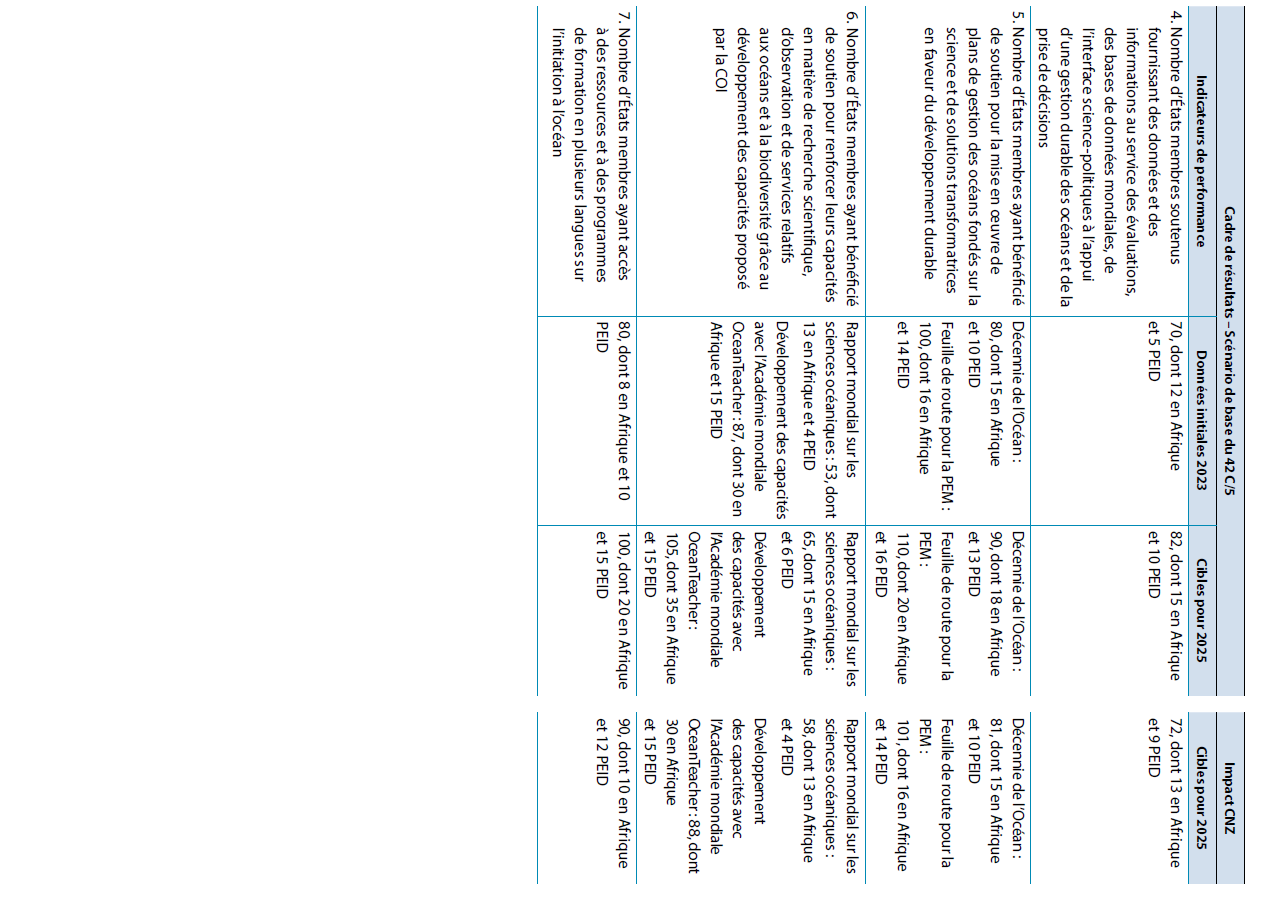 Cadre de résultats – Scénario de base du 42 C/5
Impact CNZ
Indicateurs de performance
Données initiales 2023
Cibles pour 2025
Cibles pour 2025
4. Nombre d’États membres soutenus
fournissant des données et des
informations au service des évaluations,
des bases de données mondiales, de
l’interface science-politiques à l’appui
d’une gestion durable des océans et de la
prise de décisions
70, dont 12 en Afrique
et 5 PEID
82, dont 15 en Afrique
et 10 PEID
72, dont 13 en Afrique
et 9 PEID
5. Nombre d’États membres ayant bénéficié
de soutien pour la mise en œuvre de
plans de gestion des océans fondés sur la
science et de solutions transformatrices
en faveur du développement durable
Décennie de l’Océan :
80, dont 15 en Afrique
et 10 PEID
Feuille de route pour la PEM :
100, dont 16 en Afrique
et 14 PEID
Décennie de l’Océan :
90, dont 18 en Afrique
et 13 PEID
Feuille de route pour la
PEM :
110, dont 20 en Afrique
et 16 PEID
Décennie de l’Océan :
81, dont 15 en Afrique
et 10 PEID
Feuille de route pour la
PEM :
101, dont 16 en Afrique
et 14 PEID
6. Nombre d’États membres ayant bénéficié
de soutien pour renforcer leurs capacités
en matière de recherche scientifique,
d’observation et de services relatifs
aux océans et à la biodiversité grâce au
développement des capacités proposé
par la COI
Rapport mondial sur les
sciences océaniques : 53, dont
13 en Afrique et 4 PEID
Développement des capacités
avec l’Académie mondiale
OceanTeacher : 87, dont 30 en
Afrique et 15 PEID
Rapport mondial sur les
sciences océaniques :
65, dont 15 en Afrique
et 6 PEID
Développement
des capacités avec
l’Académie mondiale
OceanTeacher :
105, dont 35 en Afrique
et 15 PEID
Rapport mondial sur les
sciences océaniques :
58, dont 13 en Afrique
et 4 PEID
Développement
des capacités avec
l’Académie mondiale
OceanTeacher : 88, dont
30 en Afrique
et 15 PEID
7. Nombre d’États membres ayant accès
à des ressources et à des programmes
de formation en plusieurs langues sur
l’initiation à l’océan
80, dont 8 en Afrique et 10
PEID
100, dont 20 en Afrique
et 15 PEID
90, dont 10 en Afrique
et 12 PEID